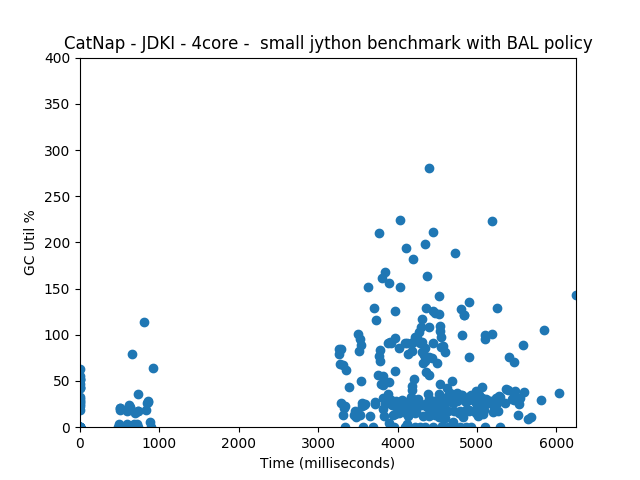 CatNap - JDKI - 4core -  small jython benchmark with BAL policy
400
350
300
250
200
150
100
50
0
GC Util %
0 1000 2000 3000 4000 5000 6000
Time (milliseconds)